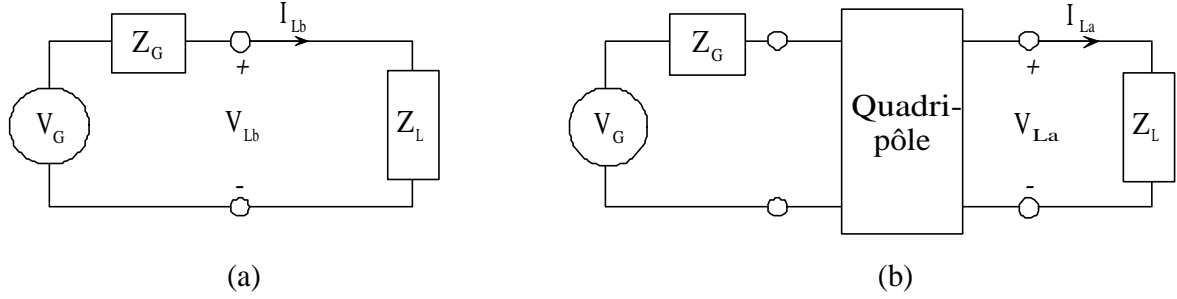 I_Lb
Z_G
+
V_G
V_Lb
Z_L
-
(a)
I_La
Z_G
+
V_G
Quadri-
pôle
V_La
Z_L
-
(b)